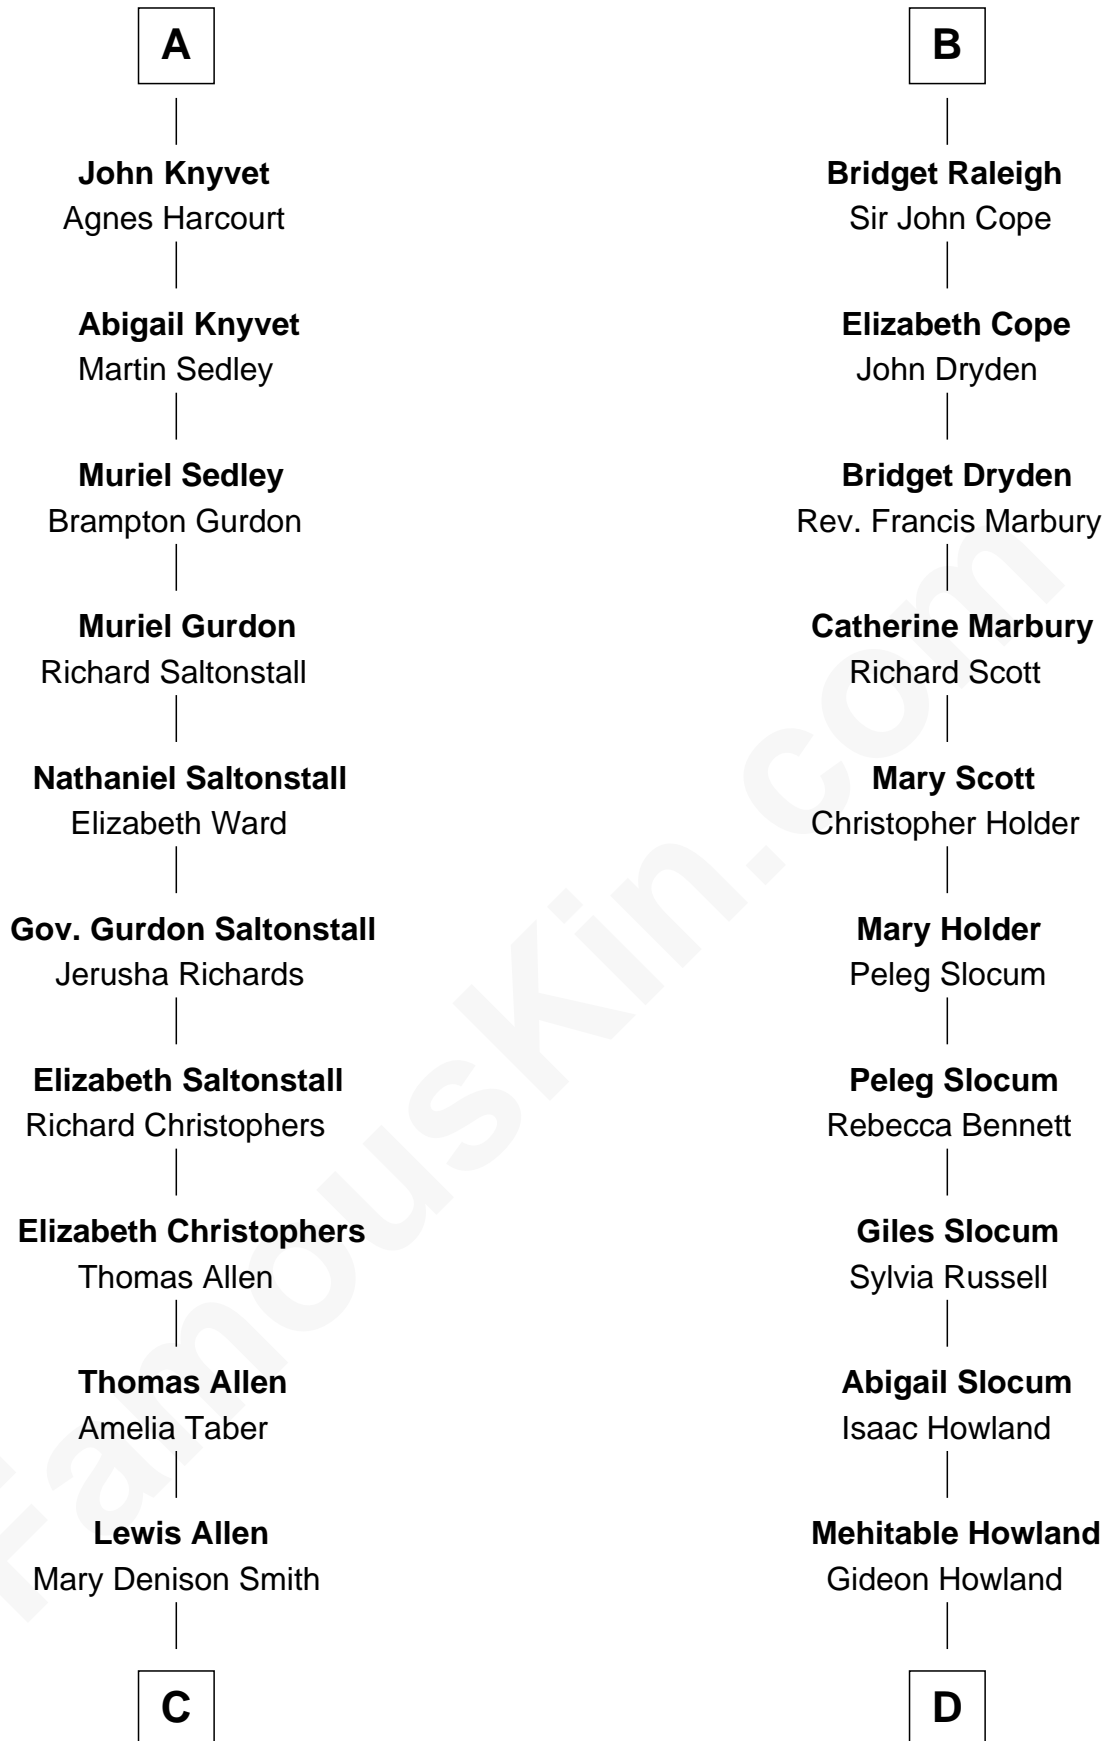 A
John Knyvet
Agnes Harcourt
Abigail Knyvet
Martin Sedley
Muriel Sedley
Brampton Gurdon
Muriel Gurdon
Richard Saltonstall
Nathaniel Saltonstall
Elizabeth Ward
Gov. Gurdon Saltonstall
Jerusha Richards
Elizabeth Saltonstall
Richard Christophers
Elizabeth Christophers
Thomas Allen
Thomas Allen
Amelia Taber
Lewis Allen
Mary Denison Smith
C
B
Bridget Raleigh
Sir John Cope
Elizabeth Cope
John Dryden
Bridget Dryden
Rev. Francis Marbury
Catherine Marbury
Richard Scott
Mary Scott
Christopher Holder
Mary Holder
Peleg Slocum
Peleg Slocum
Rebecca Bennett
Giles Slocum
Sylvia Russell
Abigail Slocum
Isaac Howland
Mehitable Howland
Gideon Howland
D
FamousKin.com